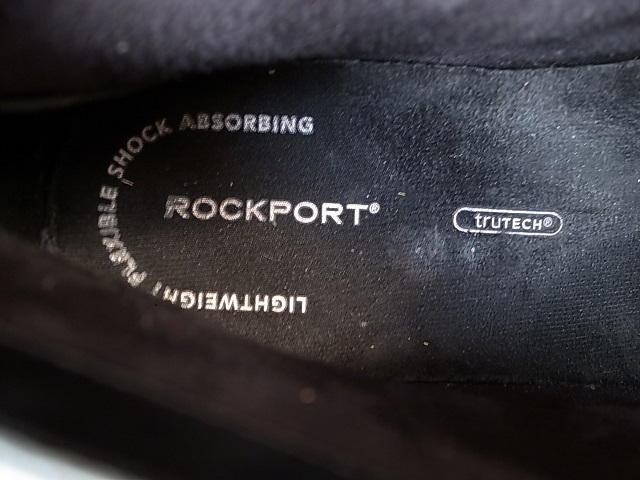 LIGHTWEIGHT FLEXIBLE SHOCK ABSORBING
ROCKPORT®
truTECH®